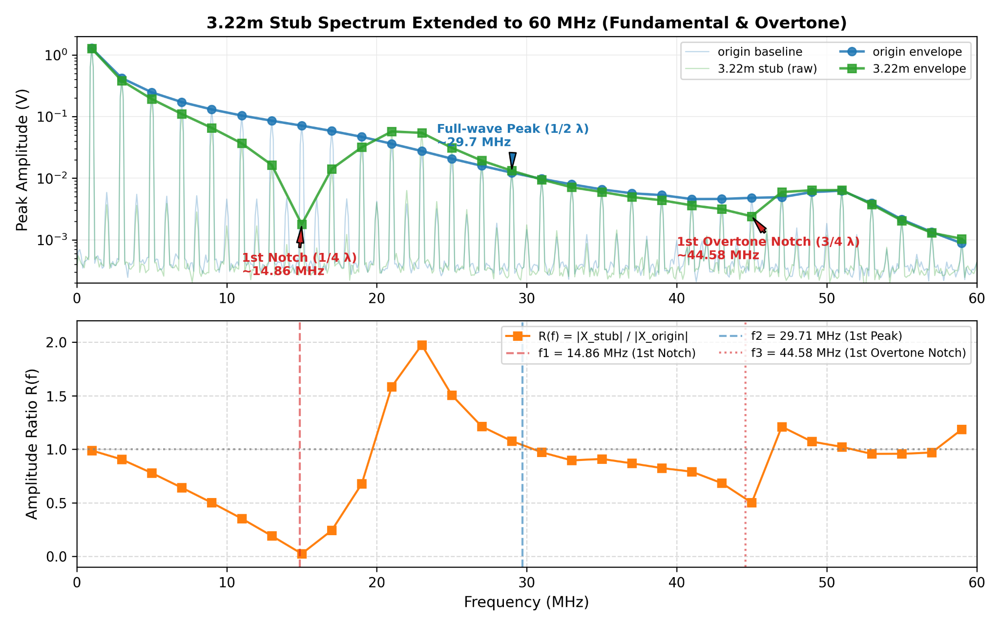 3.22m Stub Spectrum Extended to 60 MHz (Fundamental & Overtone)
Peak Amplitude (V)
10⁰
10⁻¹
10⁻²
10⁻³
origin baseline
3.22m stub (raw)
origin envelope
3.22m envelope
Full-wave Peak (1/2 λ)
~29.7 MHz
1st Notch (1/4 λ)
~14.86 MHz
1st Overtone Notch (3/4 λ)
~44.58 MHz
0 10 20 30 40 50 60
Amplitude Ratio R(f)
2.0
1.5
1.0
0.5
0.0
R(f) = |X_stub| / |X_origin|
f1 = 14.86 MHz (1st Notch)
f2 = 29.71 MHz (1st Peak)
f3 = 44.58 MHz (1st Overtone Notch)
0 10 20 30 40 50 60
Frequency (MHz)